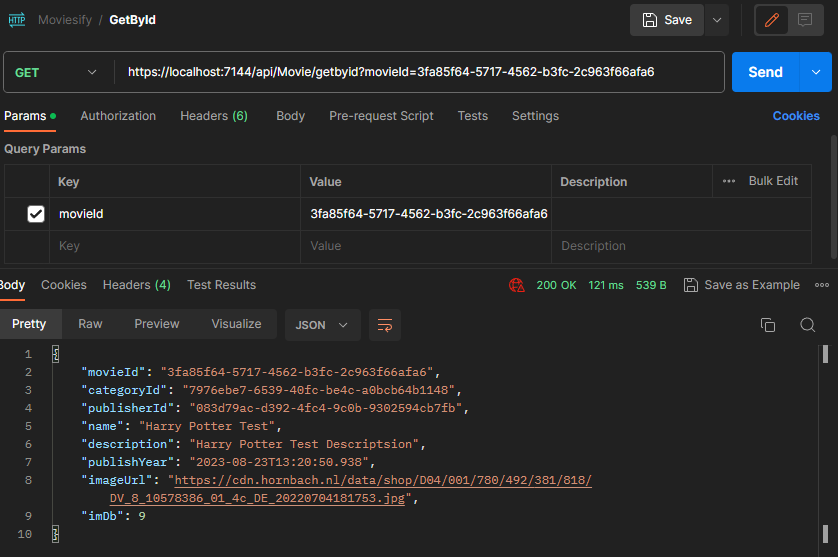 HTTP Moviesify / GetById Save
GET https://localhost:7144/api/Movie/getbyid?movieId=3fa85f64-5717-4562-b3fc-2c963f66afa6 Send
Params Authorization Headers (6) Body Pre-request Script Tests Settings Cookies
Query Params
Key Value Description ••• Bulk Edit
movieId 3fa85f64-5717-4562-b3fc-2c963f66afa6
Key Value Description
Body Cookies Headers (4) Test Results 200 OK 121 ms 539 B Save as Example •••
Pretty Raw Preview Visualize JSON
1 {
2 "movieId": "3fa85f64-5717-4562-b3fc-2c963f66afa6",
3 "categoryId": "7976ebe7-6539-40fc-be4c-a0bcb64b1148",
4 "publisherId": "083d79ac-d392-4fc4-9c0b-9302594cb7fb",
5 "name": "Harry Potter Test",
6 "description": "Harry Potter Test Descriptsion",
7 "publishYear": "2023-08-23T13:20:50.938",
8 "imageUrl": "https://cdn.hornbach.nl/data/shop/D04/001/780/492/381/818/
DV_8_10578386_01_4c_DE_20220704181753.jpg",
9 "imDb": 9
10 }